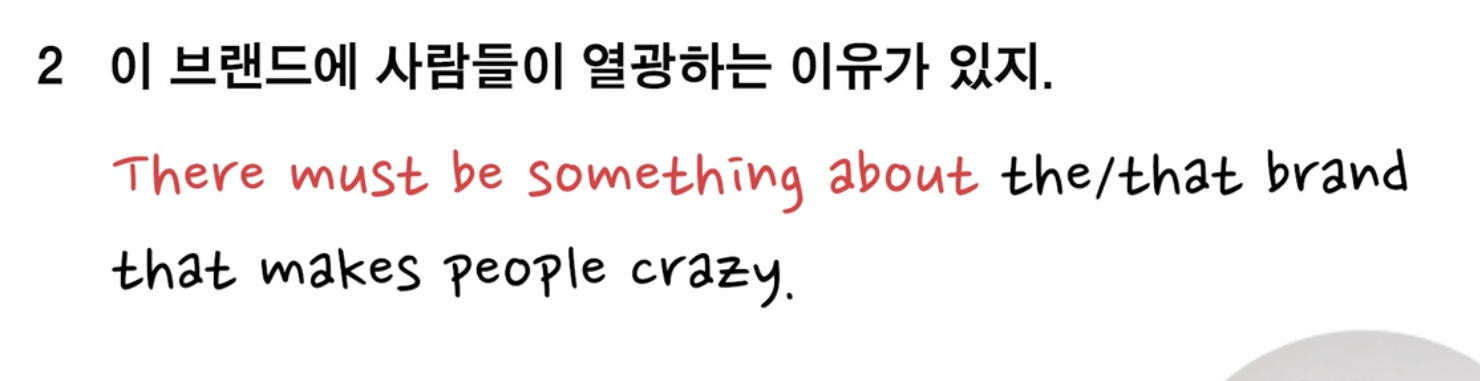 2 이 브랜드에 사람들이 열광하는 이유가 있지.
There must be something about the/that brand
that makes people crazy.